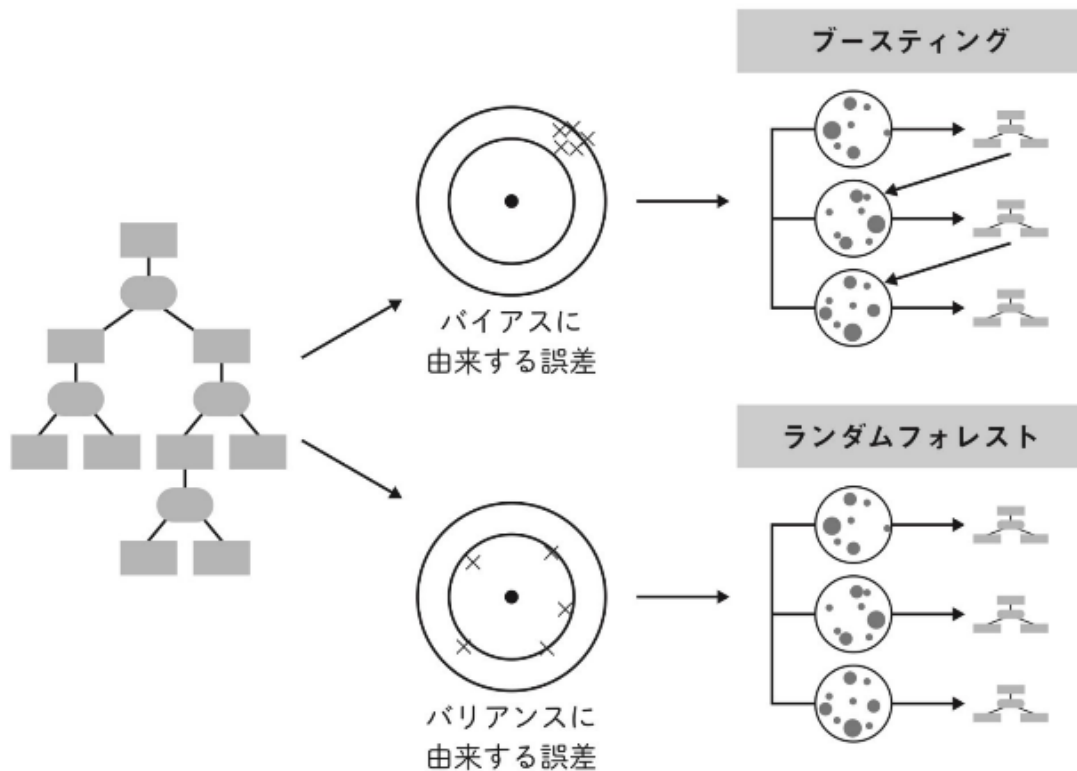 ブースティング
バイアスに
由来する誤差
ランダムフォレスト
バリアンスに
由来する誤差